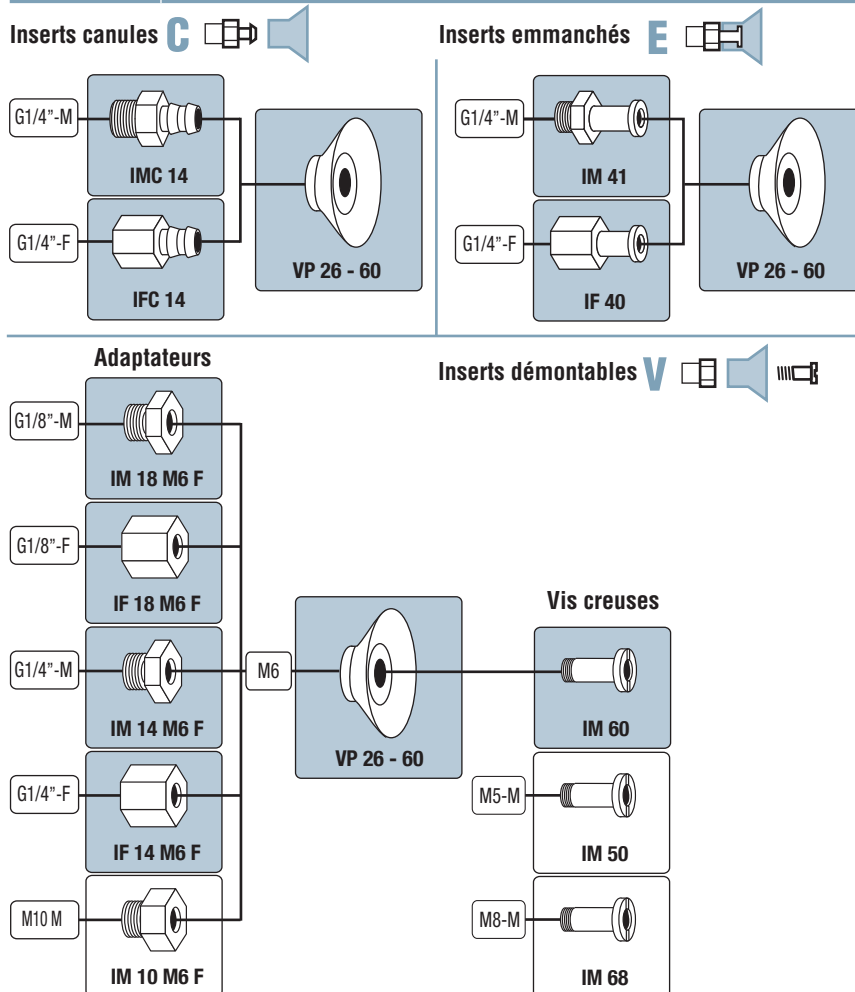 Inserts canules C
G1/4”-M
IMC 14
G1/4”-F
IFC 14
VP 26 - 60
Inserts emmanchés E
G1/4”-M
IM 41
G1/4”-F
IF 40
VP 26 - 60
Adaptateurs
Inserts démontables V
G1/8”-M
IM 18 M6 F
G1/8”-F
IF 18 M6 F
G1/4”-M
IM 14 M6 F
G1/4”-F
IF 14 M6 F
M10 M
IM 10 M6 F
M6
VP 26 - 60
Vis creuses
IM 60
M5-M
IM 50
M8-M
IM 68